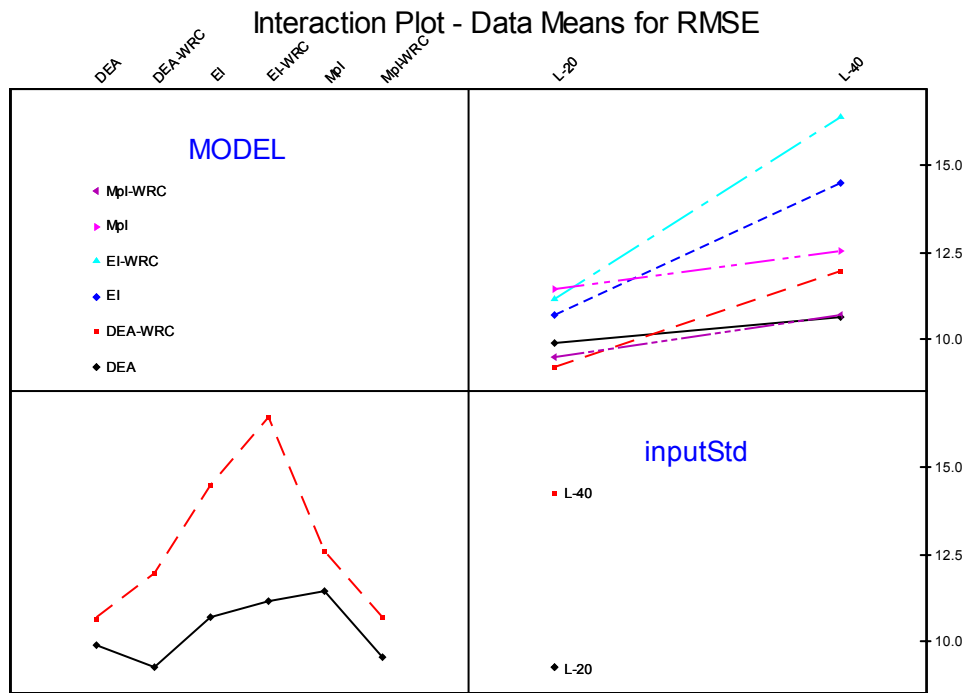 Interaction Plot - Data Means for RMSE
DEA
DEA-WRC
EI
EI-WRC
MpI
MpI-WRC
L-20
L-40
MODEL
MpI-WRC
MpI
EI-WRC
EI
DEA-WRC
DEA
15.0
12.5
10.0
inputStd
L-40
L-20
15.0
12.5
10.0